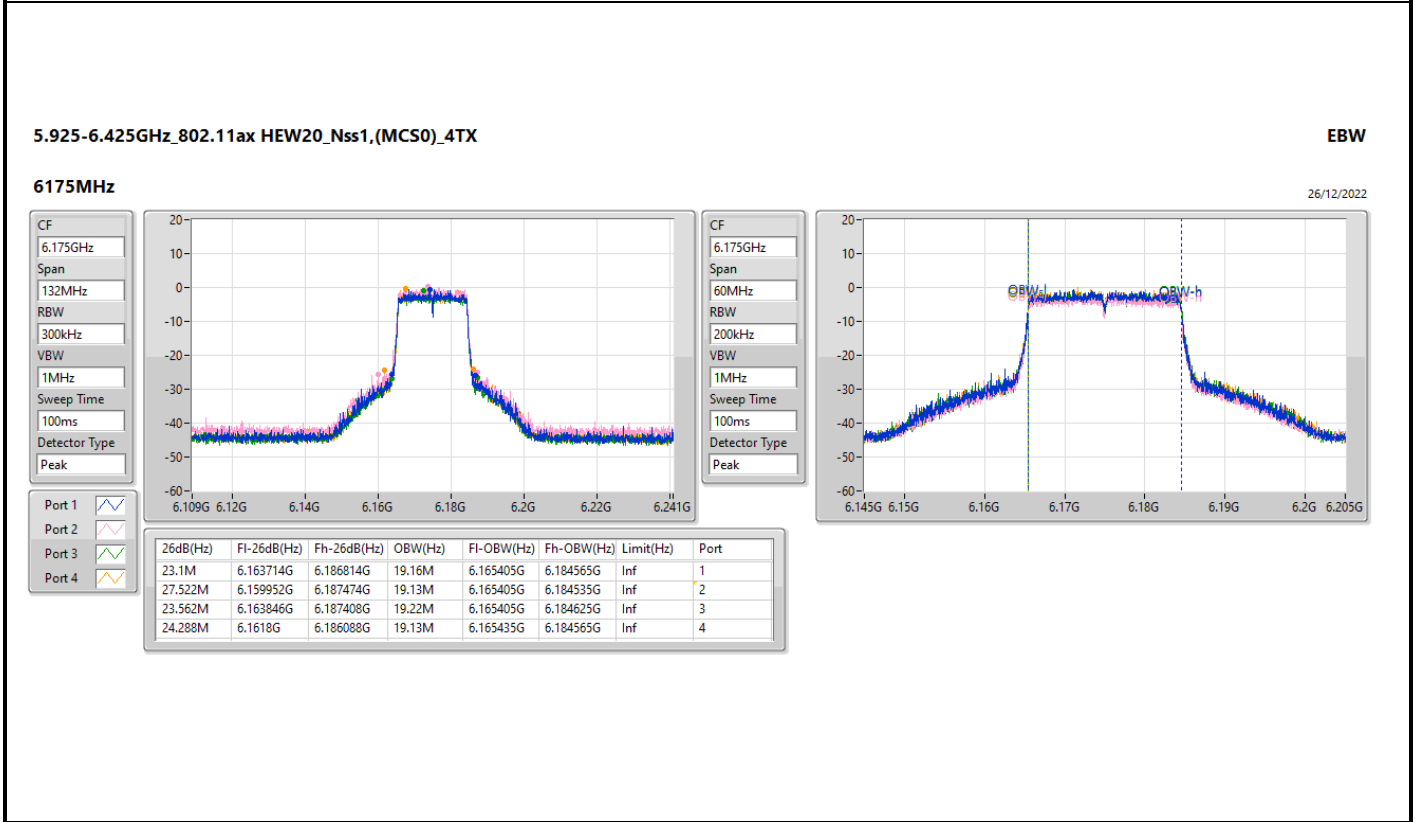 5.925-6.425GHz_802.11ax HEW20_Nss1,(MCS0)_4TX
EBW
6175MHz
26/12/2022
CF
6.175GHz
Span
132MHz
RBW
300kHz
VBW
1MHz
Sweep Time
100ms
Detector Type
Peak
Port 1
Port 2
Port 3
Port 4
20
10
0
-10
-20
-30
-40
-50
-60
6.109G 6.12G 6.14G 6.16G 6.18G 6.2G 6.22G 6.241G
CF
6.175GHz
Span
60MHz
RBW
200kHz
VBW
1MHz
Sweep Time
100ms
Detector Type
Peak
20
10
0
-10
-20
-30
-40
-50
-60
OBW-l OBW-h
6.145G 6.15G 6.16G 6.17G 6.18G 6.19G 6.2G 6.205G
26dB(Hz) Fl-26dB(Hz) Fh-26dB(Hz) OBW(Hz) Fl-OBW(Hz) Fh-OBW(Hz) Limit(Hz) Port
23.1M 6.163714G 6.186814G 19.16M 6.165405G 6.184565G Inf 1
27.522M 6.159952G 6.187474G 19.13M 6.165405G 6.184535G Inf 2
23.562M 6.163846G 6.187408G 19.22M 6.165405G 6.184625G Inf 3
24.288M 6.1618G 6.186088G 19.13M 6.165435G 6.184565G Inf 4